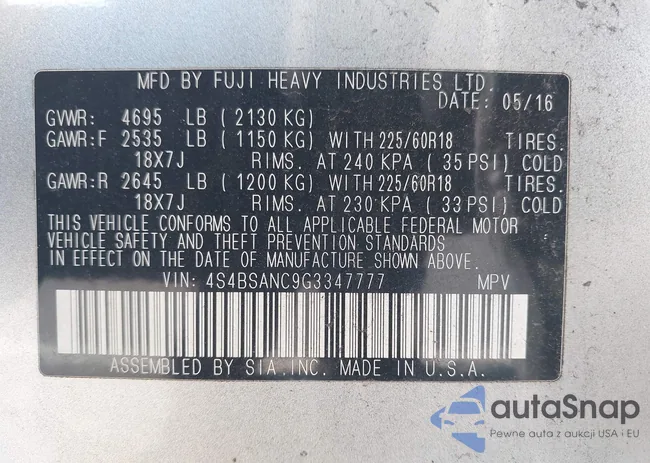 MFD BY FUJI HEAVY INDUSTRIES LTD.
DATE: 05/16
GVWR: 4695 LB ( 2130 KG)
GAWR:F 2535 LB ( 1150 KG) WITH 225/60R18 TIRES.
18X7J RIMS. AT 240 KPA ( 35 PSI) COLD
GAWR:R 2645 LB ( 1200 KG) WITH 225/60R18 TIRES.
18X7J RIMS. AT 230 KPA ( 33 PSI) COLD
THIS VEHICLE CONFORMS TO ALL APPLICABLE FEDERAL MOTOR
VEHICLE SAFETY AND THEFT PREVENTION STANDARDS
IN EFFECT ON THE DATE OF MANUFACTURE SHOWN ABOVE.
VIN: 4S4BSANC9G3347777 MPV
ASSEMBLED BY SIA.INC. MADE IN U.S.A.
autaSnap
Pewne auta z aukcji USA i EU